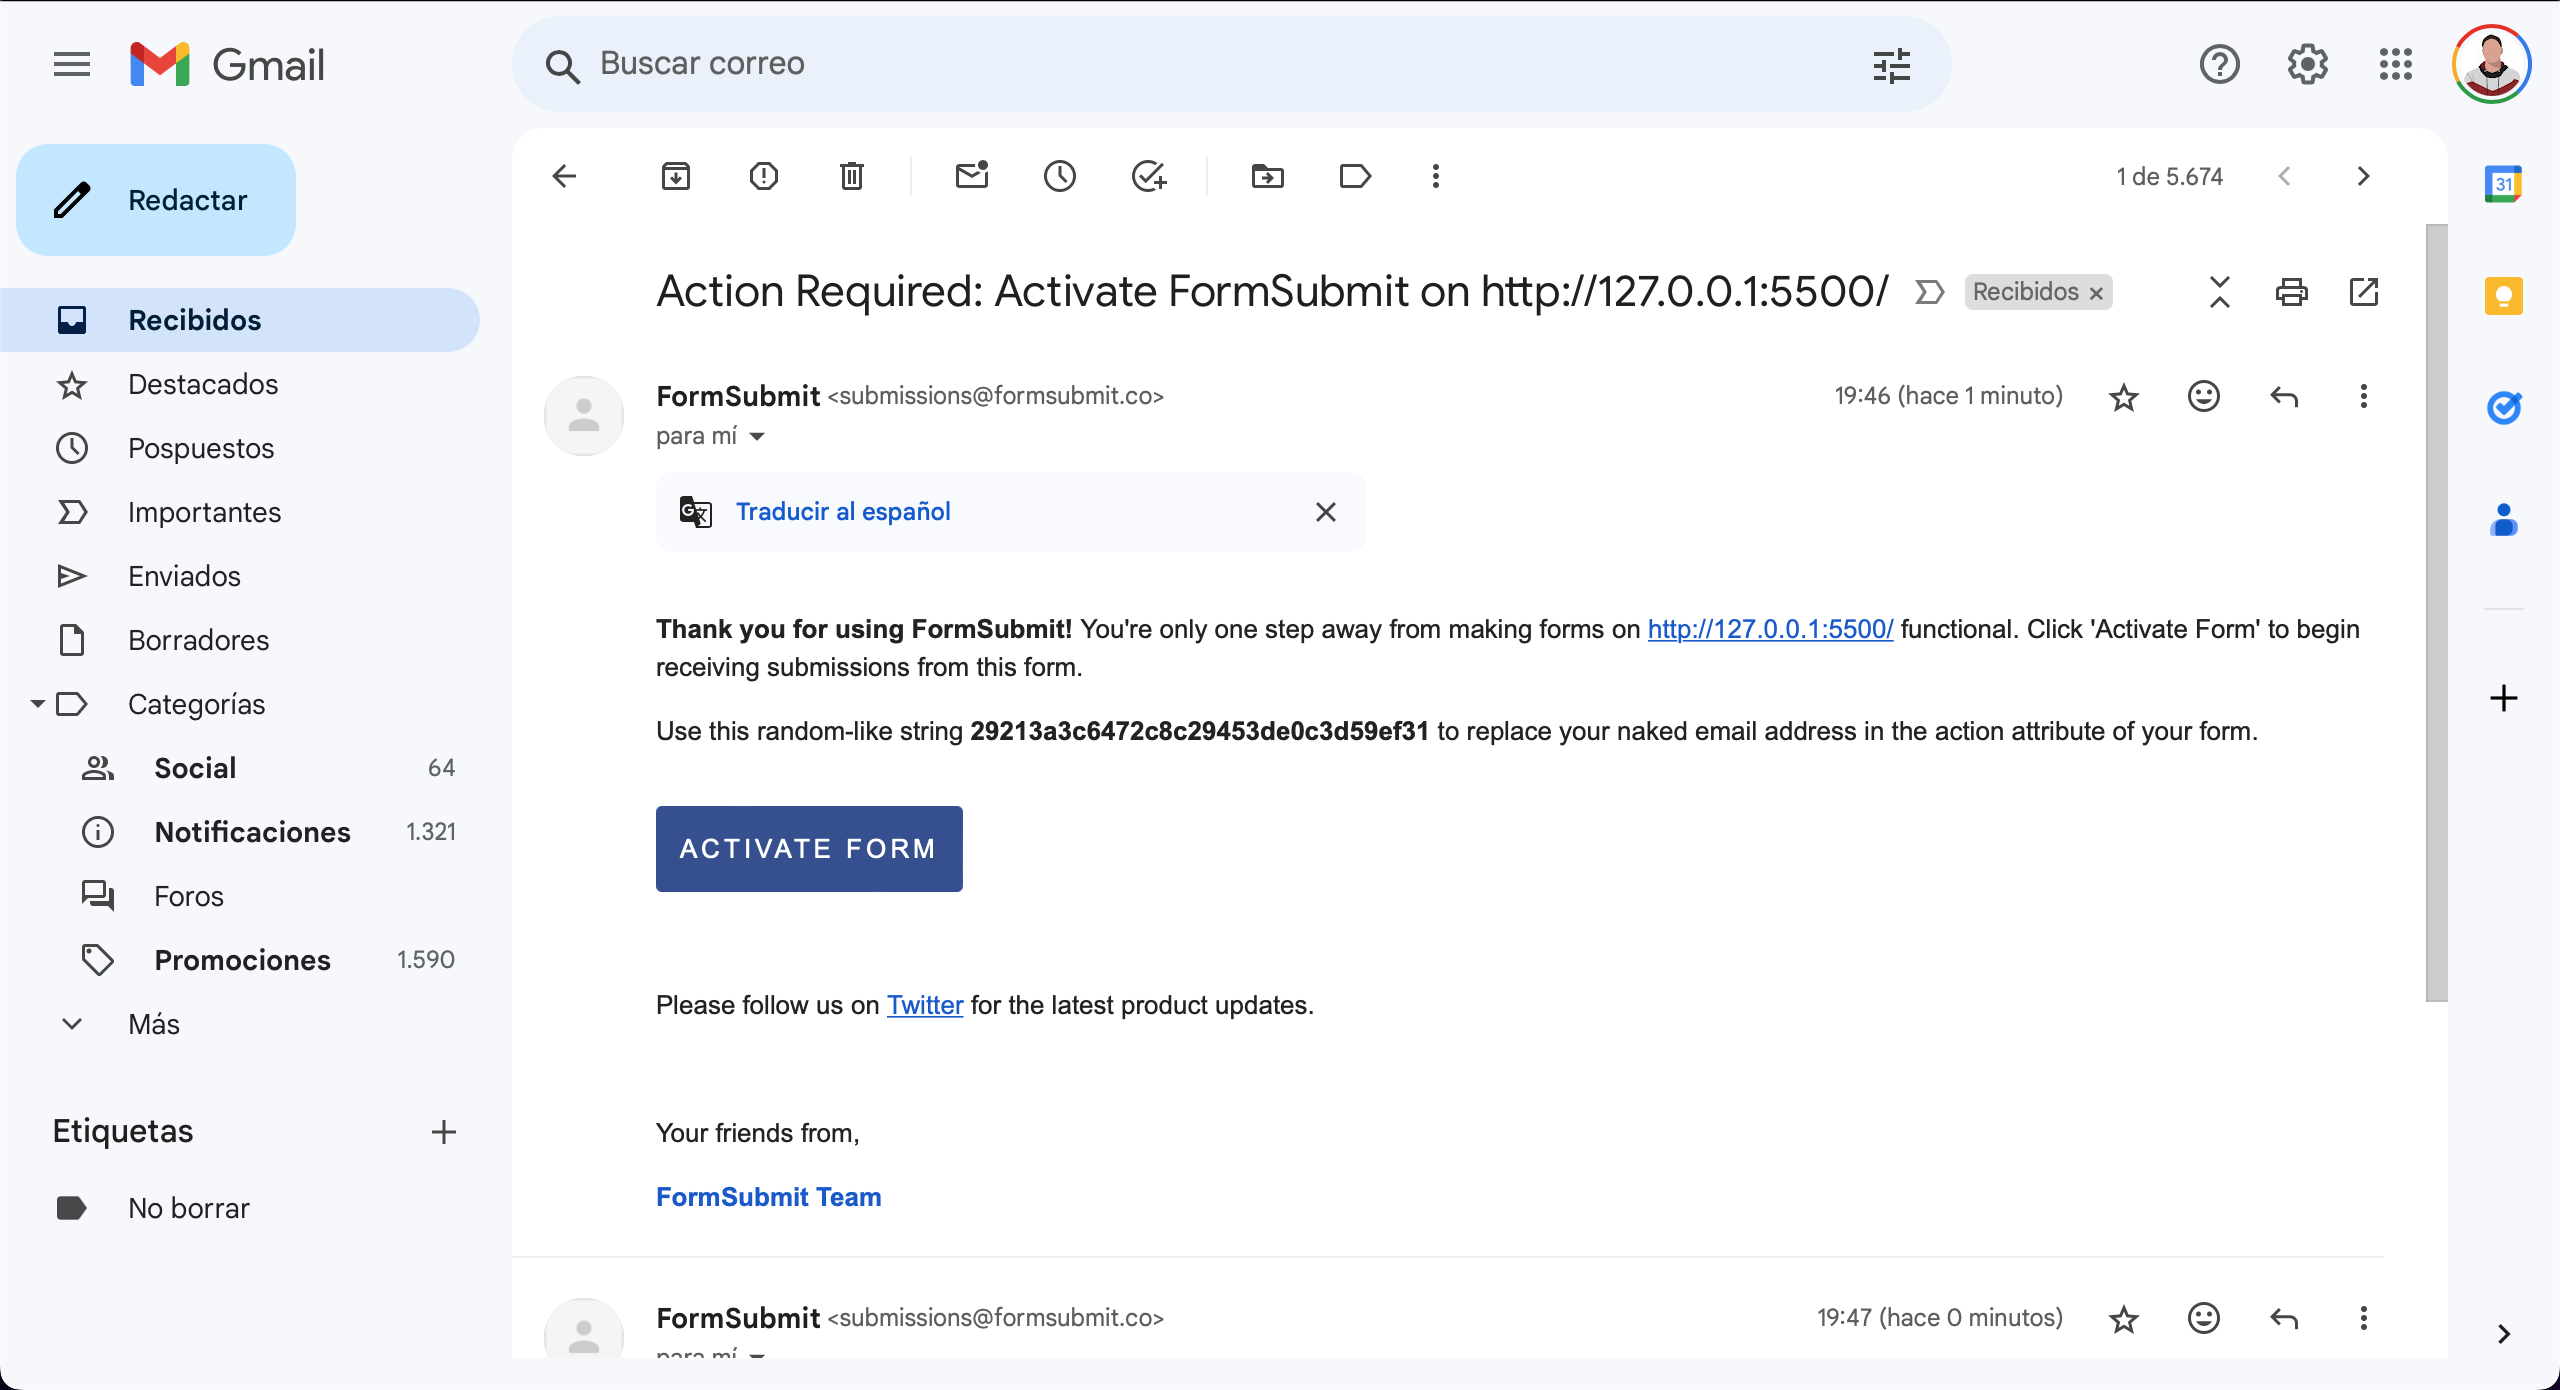 Gmail
Buscar correo
Redactar
1 de 5.674
31
Recibidos
Destacados
Pospuestos
Importantes
Enviados
Borradores
Categorías
Social 64
Notificaciones 1.321
Foros
Promociones 1.590
Más
Etiquetas
No borrar
Action Required: Activate FormSubmit on http://127.0.0.1:5500/ Recibidos
FormSubmit <submissions@formsubmit.co> 19:46 (hace 1 minuto)
para mí
Traducir al español
Thank you for using FormSubmit! You're only one step away from making forms on http://127.0.0.1:5500/ functional. Click 'Activate Form' to begin
receiving submissions from this form.
Use this random-like string 29213a3c6472c8c29453de0c3d59ef31 to replace your naked email address in the action attribute of your form.
ACTIVATE FORM
Please follow us on Twitter for the latest product updates.
Your friends from,
FormSubmit Team
FormSubmit <submissions@formsubmit.co> 19:47 (hace 0 minutos)
para mí